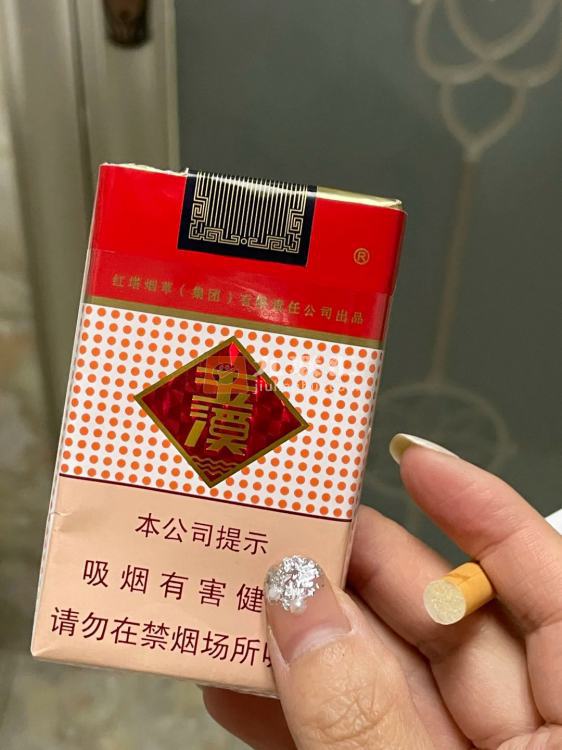 ®
红塔烟草（集团）有限责任公司出品
本公司提示
吸烟有害健
请勿在禁烟场所